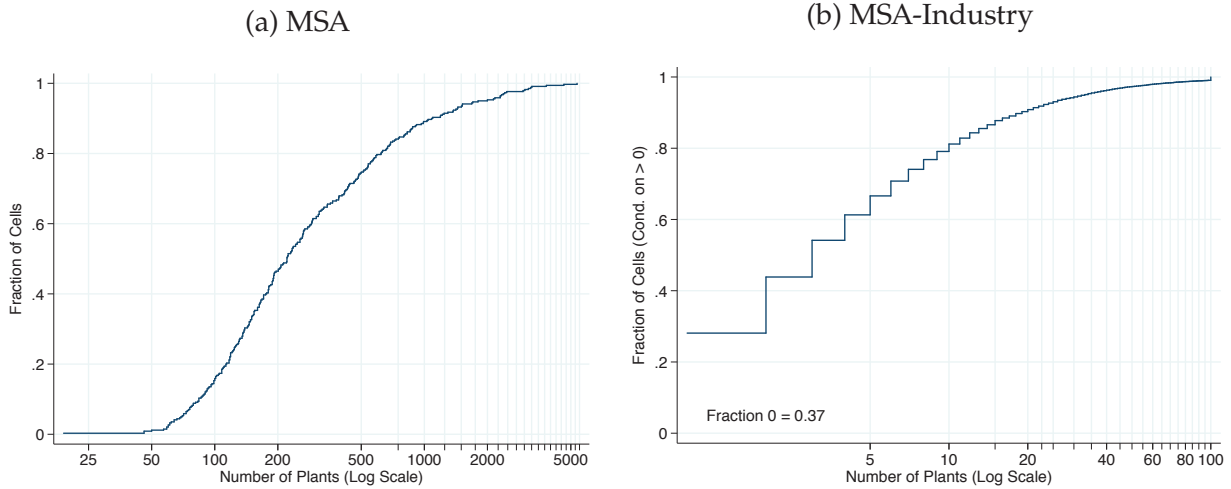 (a) MSA
Fraction of Cells
1
.8
.6
.4
.2
0
25 50 100 200 500 1000 2000 5000
Number of Plants (Log Scale)
(b) MSA-Industry
Fraction of Cells (Cond. on > 0)
1
.8
.6
.4
.2
0
Fraction 0 = 0.37
5 10 20 40 60 80 100
Number of Plants (Log Scale)